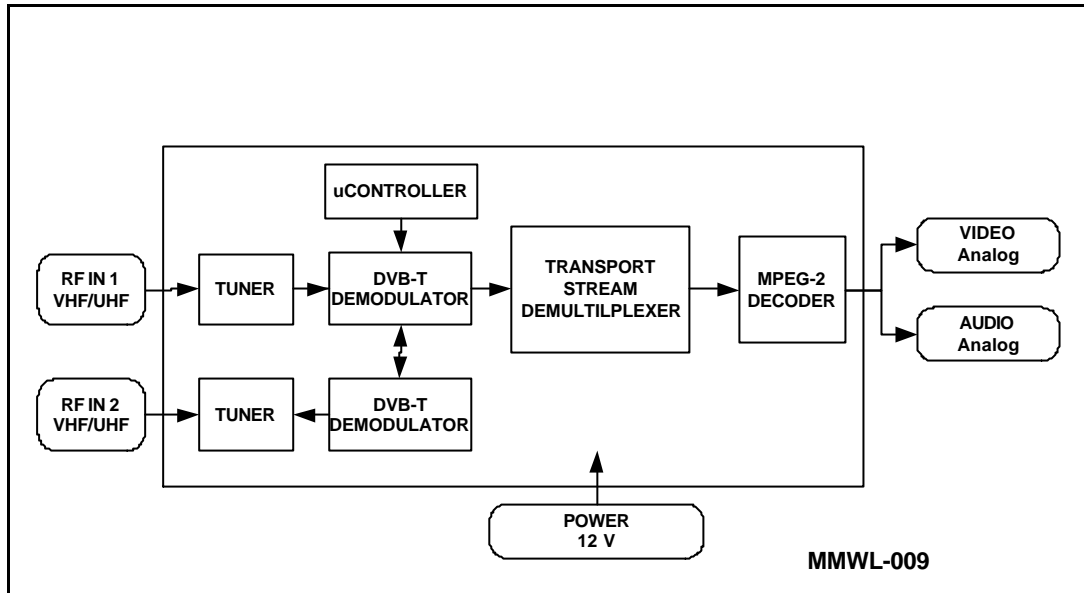 uCONTROLLER
RF IN 1
VHF/UHF
TUNER
DVB-T
DEMODULATOR
TRANSPORT
STREAM
DEMULTILPLEXER
MPEG-2
DECODER
VIDEO
Analog
AUDIO
Analog
RF IN 2
VHF/UHF
TUNER
DVB-T
DEMODULATOR
POWER
12 V
MMWL-009